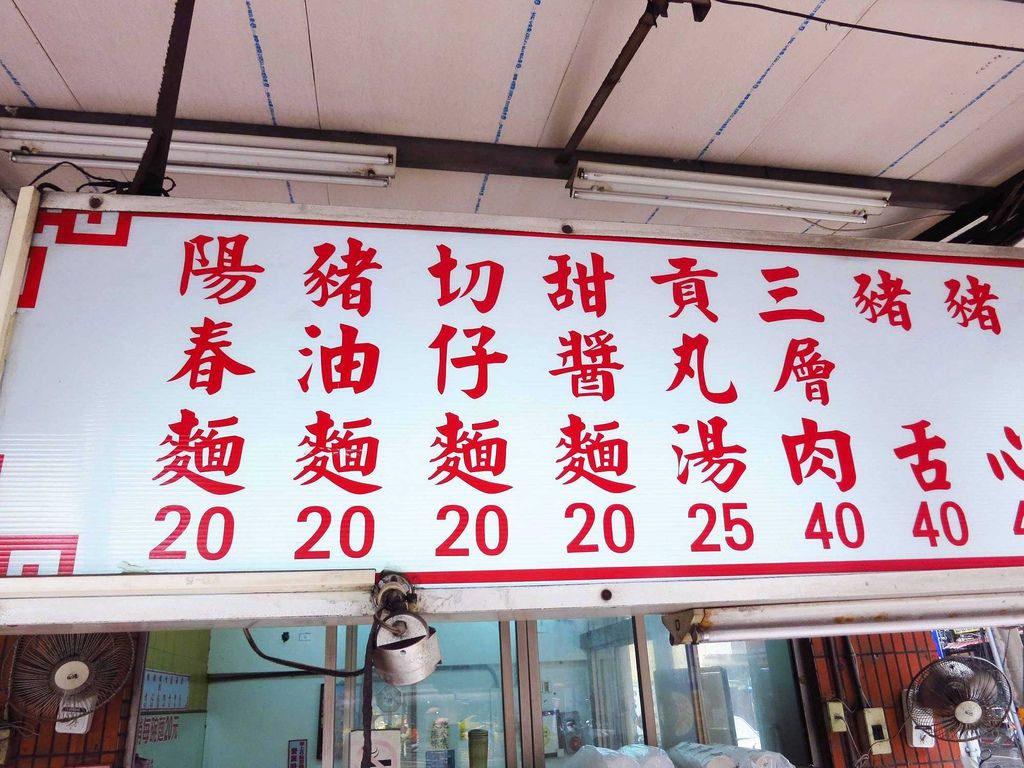 陽春麵 20
豬油麵 20
切仔麵 20
甜醬麵 20
貢丸湯 25
三層肉 40
豬舌 40
豬心 4